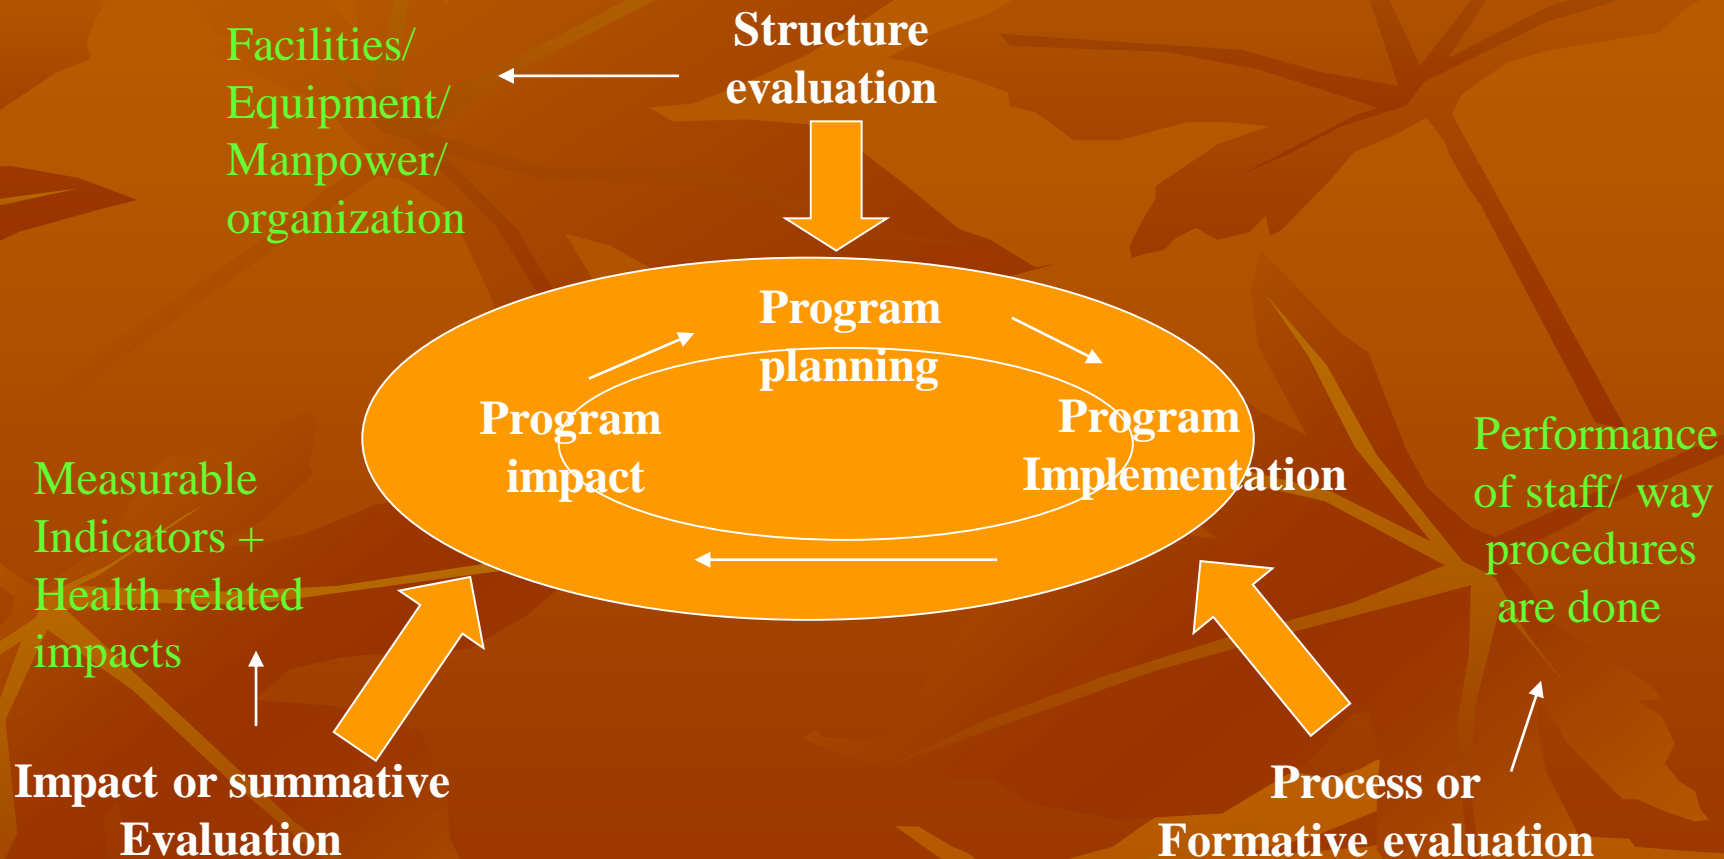 Structure
evaluation
Facilities/
Equipment/
Manpower/
organization
Program
planning
Program
impact
Program
Implementation
Measurable
Indicators +
Health related
impacts
Performance
of staff/ way
procedures
are done
Impact or summative
Evaluation
Process or
Formative evaluation